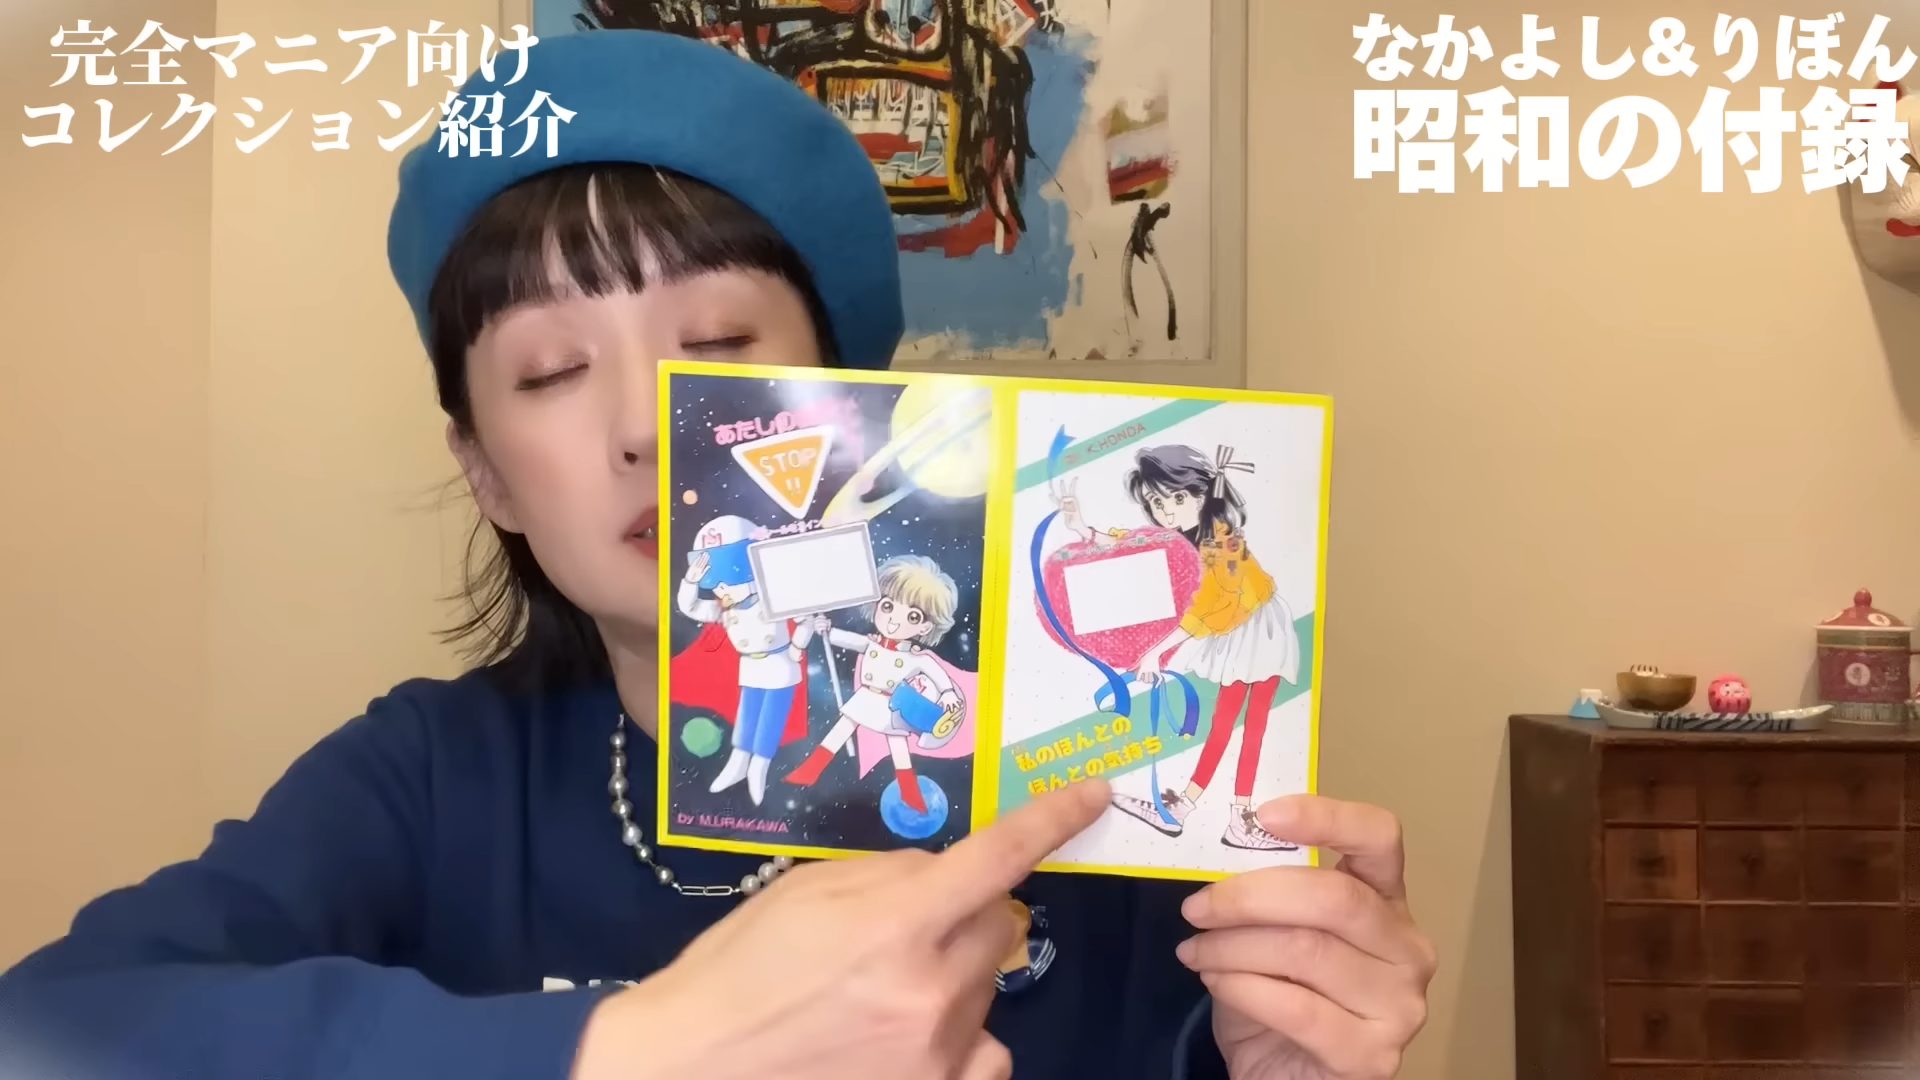 完全マニア向け
コレクション紹介
なかよし&りぼん
昭和の付録
あたしの
STOP
!!
by M.URAKAWA
K.HONDA
私のほんとの
ほんとの気持ち